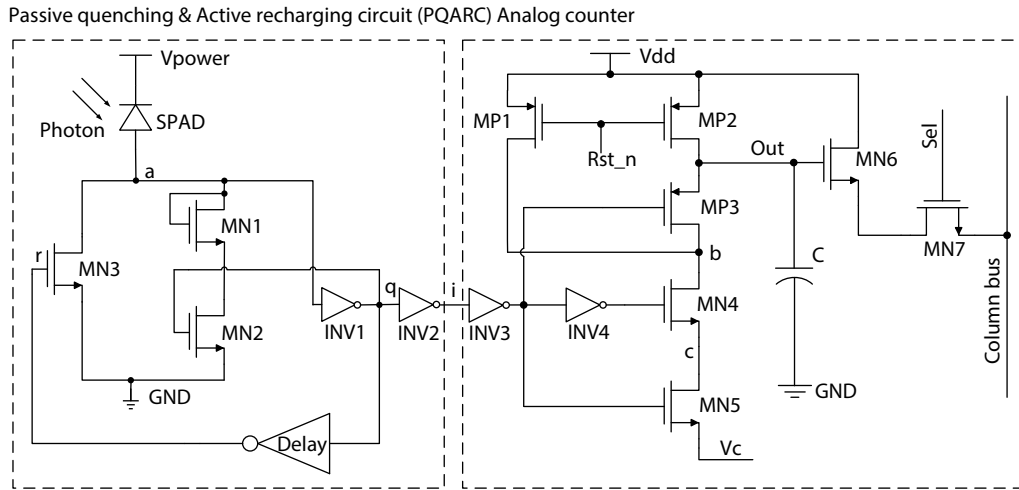 Passive quenching & Active recharging circuit (PQARC) Analog counter
Vpower
Photon
SPAD
a
MN1
r
MN3
MN2
q
i
INV1
INV2
GND
Delay
Vdd
MP1
MP2
Rst_n
Out
MN6
Sel
MP3
b
C
MN7
Column bus
INV3
INV4
MN4
c
MN5
GND
Vc